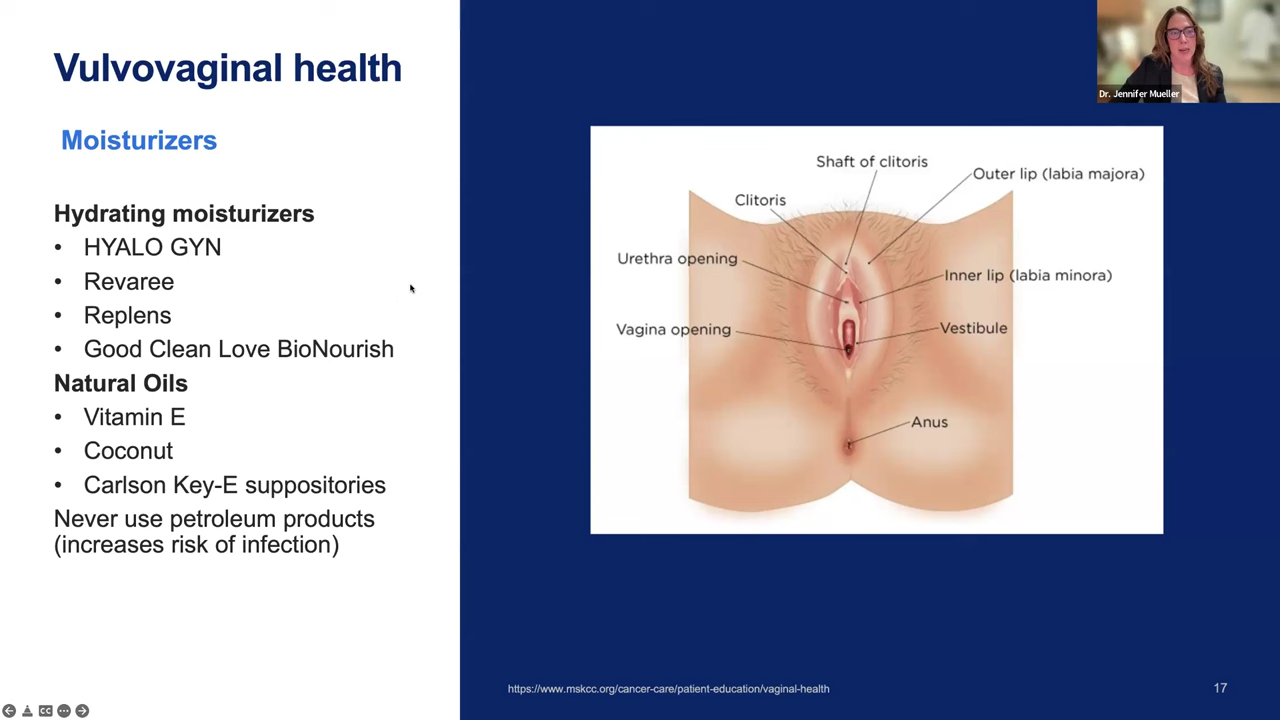 Vulvovaginal health
Moisturizers
Hydrating moisturizers
• HYALO GYN
• Revaree
• Replens
• Good Clean Love BioNourish
Natural Oils
• Vitamin E
• Coconut
• Carlson Key-E suppositories
Never use petroleum products
(increases risk of infection)
Shaft of clitoris
Outer lip (labia majora)
Clitoris
Urethra opening
Inner lip (labia minora)
Vagina opening
Vestibule
Anus
Dr. Jennifer Mueller
https://www.mskcc.org/cancer-care/patient-education/vaginal-health
17
CC